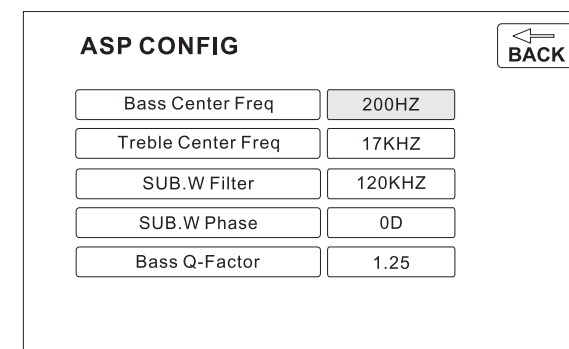 ASP CONFIG
BACK
Bass Center Freq 200HZ
Treble Center Freq 17KHZ
SUB.W Filter 120KHZ
SUB.W Phase 0D
Bass Q-Factor 1.25